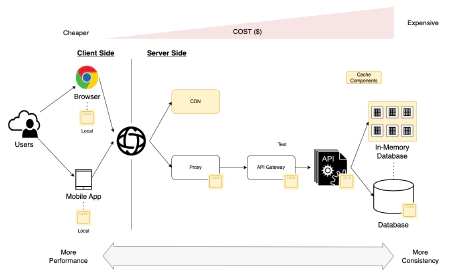 Expensive
Cheaper
COST ($)
Client Side
Server Side
Cache
Components
Browser
CDN
Local
Users
In-Memory
Database
Text
Proxy
API Gateway
API
Mobile App
Local
Database
More
Performance
More
Consistency